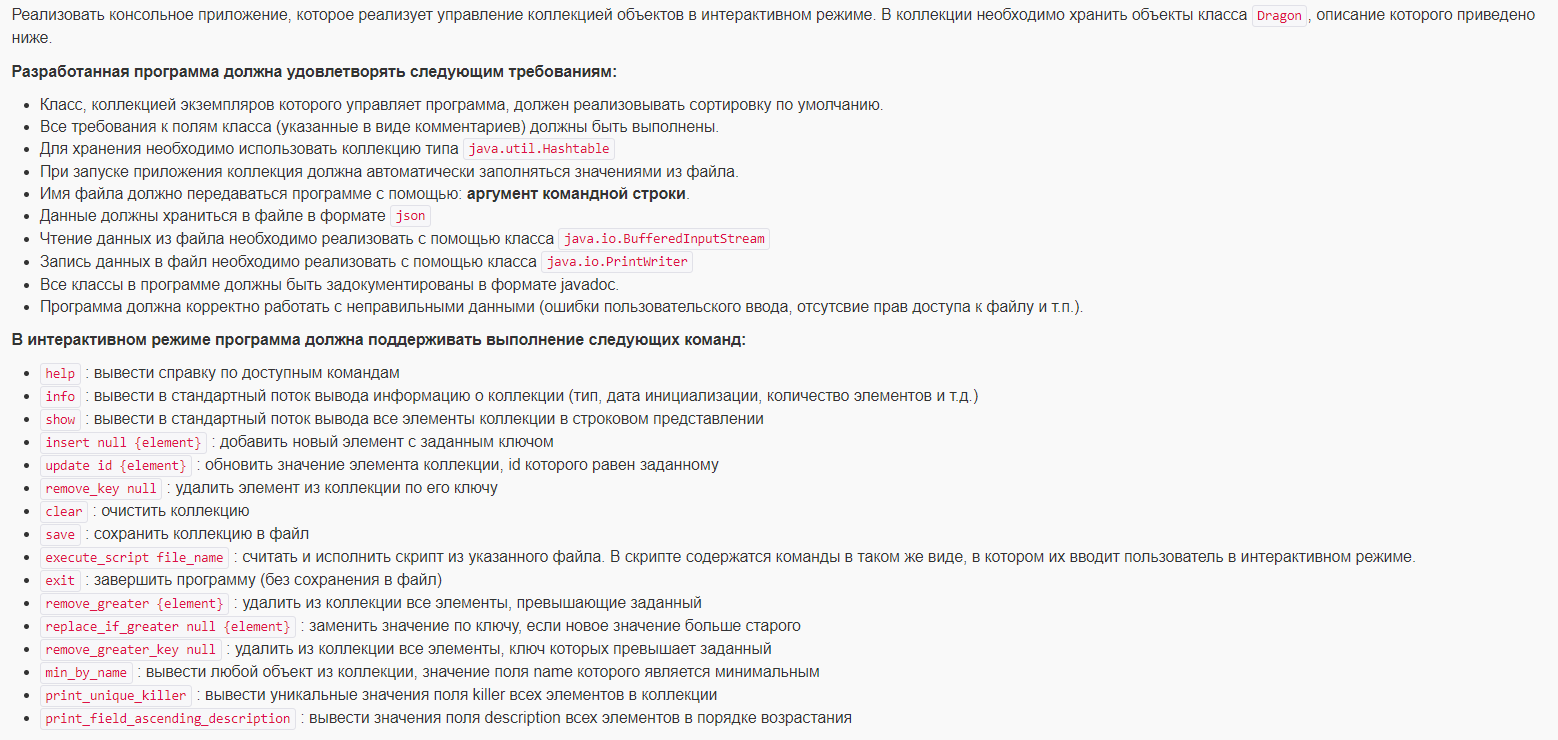 Реализовать консольное приложение, которое реализует управление коллекцией объектов в интерактивном режиме. В коллекции необходимо хранить объекты класса Dragon, описание которого приведено
ниже.
Разработанная программа должна удовлетворять следующим требованиям:
Класс, коллекцией экземпляров которого управляет программа, должен реализовывать сортировку по умолчанию.
Все требования к полям класса (указанные в виде комментариев) должны быть выполнены.
Для хранения необходимо использовать коллекцию типа java.util.Hashtable
При запуске приложения коллекция должна автоматически заполняться значениями из файла.
Имя файла должно передаваться программе с помощью: аргумент командной строки.
Данные должны храниться в файле в формате json
Чтение данных из файла необходимо реализовать с помощью класса java.io.BufferedInputStream
Запись данных в файл необходимо реализовать с помощью класса java.io.PrintWriter
Все классы в программе должны быть задокументированы в формате javadoc.
Программа должна корректно работать с неправильными данными (ошибки пользовательского ввода, отсутсвие прав доступа к файлу и т.п.).
В интерактивном режиме программа должна поддерживать выполнение следующих команд:
help : вывести справку по доступным командам
info : вывести в стандартный поток вывода информацию о коллекции (тип, дата инициализации, количество элементов и т.д.)
show : вывести в стандартный поток вывода все элементы коллекции в строковом представлении
insert null {element} : добавить новый элемент с заданным ключом
update id {element} : обновить значение элемента коллекции, id которого равен заданному
remove_key null : удалить элемент из коллекции по его ключу
clear : очистить коллекцию
save : сохранить коллекцию в файл
execute_script file_name : считать и исполнить скрипт из указанного файла. В скрипте содержатся команды в таком же виде, в котором их вводит пользователь в интерактивном режиме.
exit : завершить программу (без сохранения в файл)
remove_greater {element} : удалить из коллекции все элементы, превышающие заданный
replace_if_greater null {element} : заменить значение по ключу, если новое значение больше старого
remove_greater_key null : удалить из коллекции все элементы, ключ которых превышает заданный
min_by_name : вывести любой объект из коллекции, значение поля name которого является минимальным
print_unique_killer : вывести уникальные значения поля killer всех элементов в коллекции
print_field_ascending_description : вывести значения поля description всех элементов в порядке возрастания